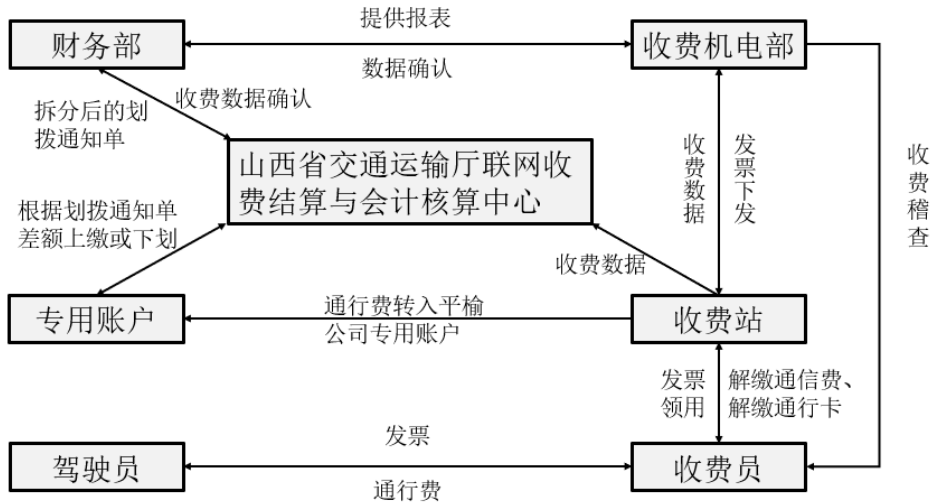 提供报表
财务部
收费机电部
数据确认
收费数据确认
拆分后的划
拨通知单
山西省交通运输厅联网收
费结算与会计核算中心
收费数据
发票下发
收费稽查
根据划拨通知单
差额上缴或下划
收费数据
专用账户
通行费转入平榆
公司专用账户
收费站
发票
领用
解缴通信费、
解缴通行卡
发票
驾驶员
收费员
通行费